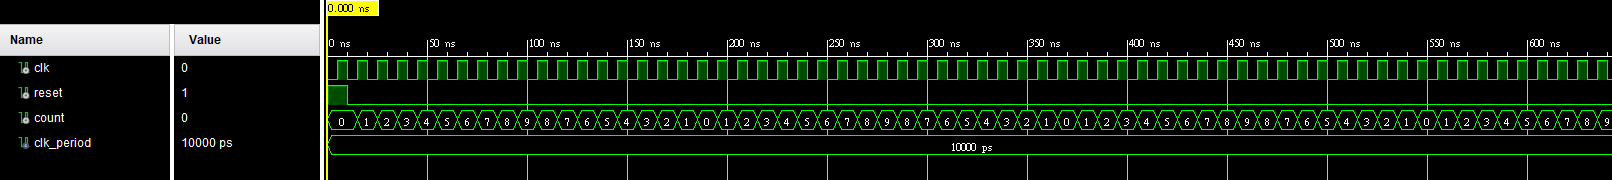 0.000 ns
Name Value
0 ns 50 ns 100 ns 150 ns 200 ns 250 ns 300 ns 350 ns 400 ns 450 ns 500 ns 550 ns 600 ns
clk 0
reset 1
count 0 0 1 2 3 4 5 6 7 8 9 8 7 6 5 4 3 2 1 0 1 2 3 4 5 6 7 8 9 8 7 6 5 4 3 2 1 0 1 2 3 4 5 6 7 8 9 8 7 6 5 4 3 2 1 0 1 2 3 4 5 6 7 8 9
clk_period 10000 ps 10000 ps